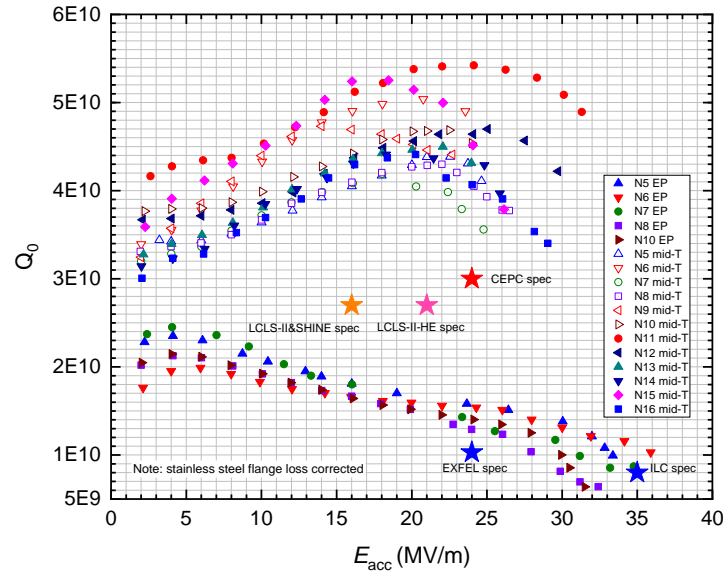 6E10
5E10
4E10
3E10
2E10
1E10
5E9
Q0
N5 EP
N6 EP
N7 EP
N8 EP
N10 EP
N5 mid-T
N6 mid-T
N7 mid-T
N8 mid-T
N9 mid-T
N10 mid-T
N11 mid-T
N12 mid-T
N13 mid-T
N14 mid-T
N15 mid-T
N16 mid-T
CEPC spec
LCLS-II&SHINE spec
LCLS-II-HE spec
Note: stainless steel flange loss corrected
EXFEL spec
ILC spec
0 5 10 15 20 25 30 35 40
Eacc (MV/m)